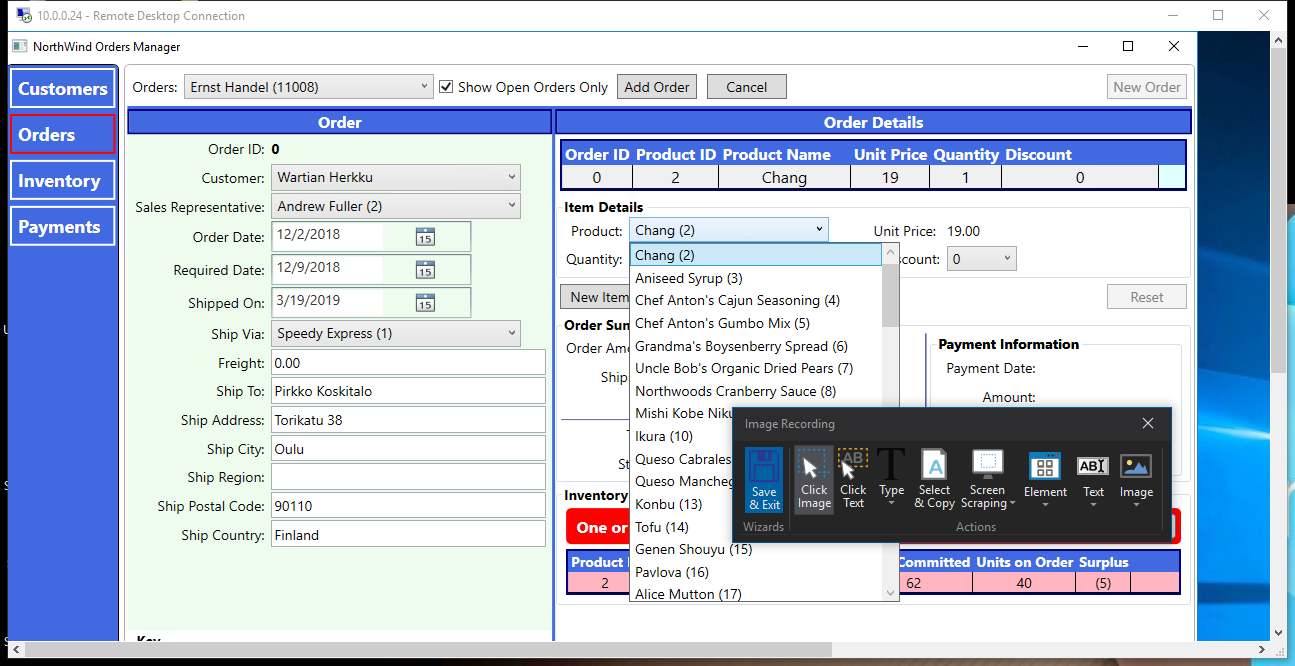 10.0.0.24 - Remote Desktop Connection
NorthWind Orders Manager
Customers
Orders
Inventory
Payments
Orders: Ernst Handel (11008) Show Open Orders Only Add Order Cancel New Order
Order
Order ID: 0
Customer: Wartian Herkku
Sales Representative: Andrew Fuller (2)
Order Date: 12/2/2018 15
Required Date: 12/9/2018 15
Shipped On: 3/19/2019 15
Ship Via: Speedy Express (1)
Freight: 0.00
Ship To: Pirkko Koskitalo
Ship Address: Torikatu 38
Ship City: Oulu
Ship Region:
Ship Postal Code: 90110
Ship Country: Finland
Order Details
Order ID Product ID Product Name Unit Price Quantity Discount
0 2 Chang 19 1 0
Item Details
Product: Chang (2) Unit Price: 19.00
Quantity: count: 0
New Item Reset
Chang (2)
Aniseed Syrup (3)
Chef Anton's Cajun Seasoning (4)
Chef Anton's Gumbo Mix (5)
Grandma's Boysenberry Spread (6)
Uncle Bob's Organic Dried Pears (7)
Northwoods Cranberry Sauce (8)
Mishi Kobe Niku
Ikura (10)
Queso Cabrales
Queso Manche
Konbu (13)
Tofu (14)
Genen Shouyu (15)
Pavlova (16)
Alice Mutton (17)
Order Sum
Order Amo
Ship
Payment Information
Payment Date:
Amount:
Inventory
One or
Product Committed Units on Order Surplus
2 62 40 (5)
Image Recording
Save & Exit
Click Image
Click Text
Type
Select & Copy
Screen Scraping
Element
Text
Image
Wizards
Actions